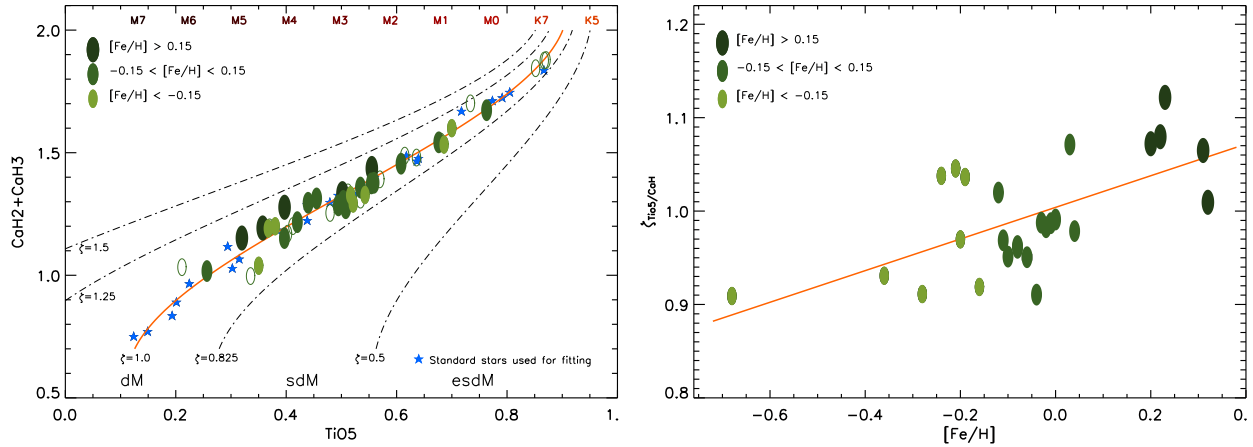 M7 M6 M5 M4 M3 M2 M1 M0 K7 K5
2.0
[Fe/H] > 0.15
-0.15 < [Fe/H] < 0.15
[Fe/H] < -0.15
1.5
1.0
0.5
CaH2+CaH3
ζ=1.5
ζ=1.25
ζ=1.0
ζ=0.825
ζ=0.5
Standard stars used for fitting
dM sdM esdM
0.0 0.2 0.4 0.6 0.8 1.
TiO5
1.2
[Fe/H] > 0.15
-0.15 < [Fe/H] < 0.15
[Fe/H] < -0.15
1.1
1.0
0.9
0.8
ζTiO5/CaH
-0.6 -0.4 -0.2 0.0 0.2 0.
[Fe/H]